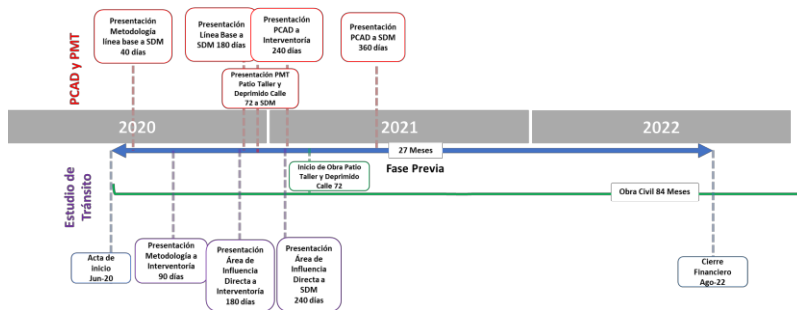 PCAD y PMT
Presentación
Metodología
línea base a SDM
40 días
Presentación
Línea Base a
SDM 180 días
Presentación
PCAD a
Interventoría
240 días
Presentación
PCAD a SDM
360 días
Presentación PMT
Patio Taller y
Deprimido Calle
72 a SDM
2020
2021
2022
27 Meses
Fase Previa
Inicio de Obra Patio
Taller y Deprimido
Calle 72
Obra Civil 84 Meses
Estudio de
Tránsito
Acta de
Inicio
Jun-20
Presentación
Metodología a
Interventoría
90 días
Presentación
Área de
Influencia
Directa a
Interventoría
180 días
Presentación
Área de
Influencia
Directa a
SDM
240 días
Cierre
Financiero
Ago-22